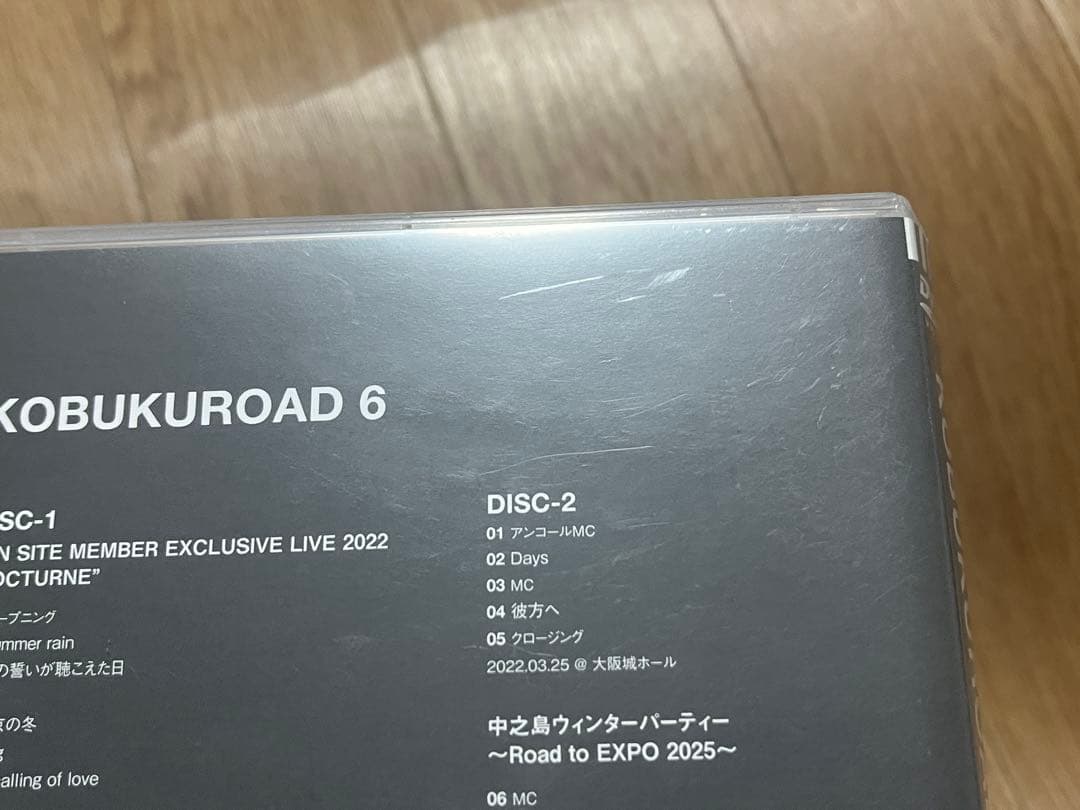 KOBUKUROAD 6
SC-1
N SITE MEMBER EXCLUSIVE LIVE 2022
OCTURNE”
ープニング
ummer rain
の誓いが聴こえた日
京の冬
g
alling of love
DISC-2
01 アンコールMC
02 Days
03 MC
04 彼方へ
05 クロージング
2022.03.25 @ 大阪城ホール
中之島ウィンターパーティー
〜Road to EXPO 2025〜
06 MC